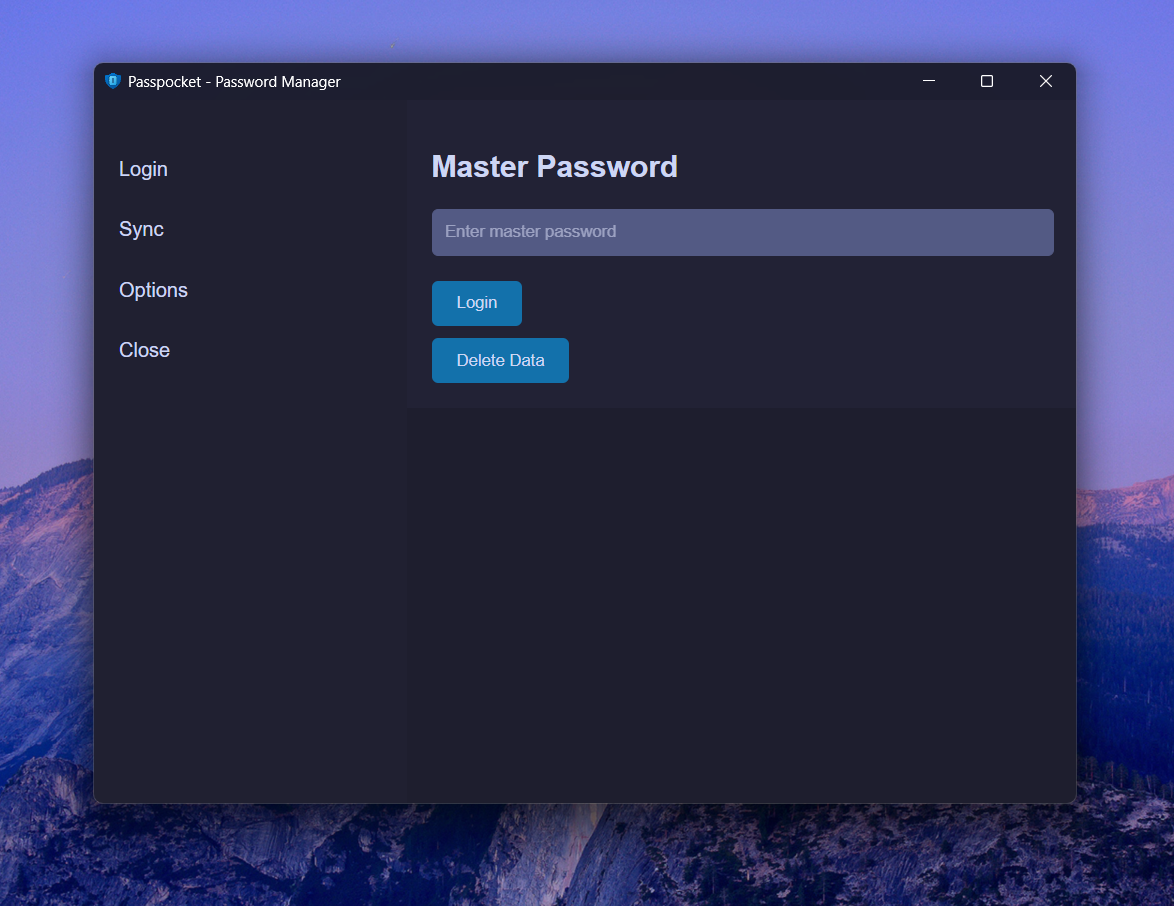 Passpocket - Password Manager
Login
Sync
Options
Close
Master Password
Enter master password
Login
Delete Data